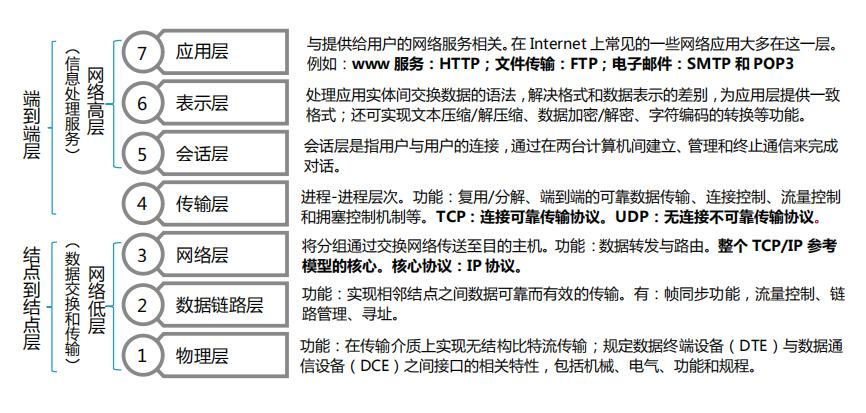 端到端层
(信息处理服务)
网络高层
7 应用层
与提供给用户的网络服务相关。在 Internet 上常见的一些网络应用大多在这一层。
例如：www 服务：HTTP；文件传输：FTP；电子邮件：SMTP 和 POP3
6 表示层
处理应用实体间交换数据的语法，解决格式和数据表示的差别，为应用层提供一致
格式；还可实现文本压缩/解压缩、数据加密/解密、字符编码的转换等功能。
5 会话层
会话层是指用户与用户的连接，通过在两台计算机间建立、管理和终止通信来完成
对话。
4 传输层
进程-进程层次。功能：复用/分解、端到端的可靠数据传输、连接控制、流量控制
和拥塞控制机制等。TCP：连接可靠传输协议。UDP：无连接不可靠传输协议。
结点到结点层
(数据交换和传输)
网络低层
3 网络层
将分组通过交换网络传送至目的主机。功能：数据转发与路由。整个 TCP/IP 参考
模型的核心。核心协议：IP 协议。
2 数据链路层
功能：实现相邻结点之间数据可靠而有效的传输。有：帧同步功能，流量控制、链
路管理、寻址。
1 物理层
功能：在传输介质上实现无结构比特流传输；规定数据终端设备（DTE）与数据通
信设备（DCE）之间接口的相关特性，包括机械、电气、功能和规程。